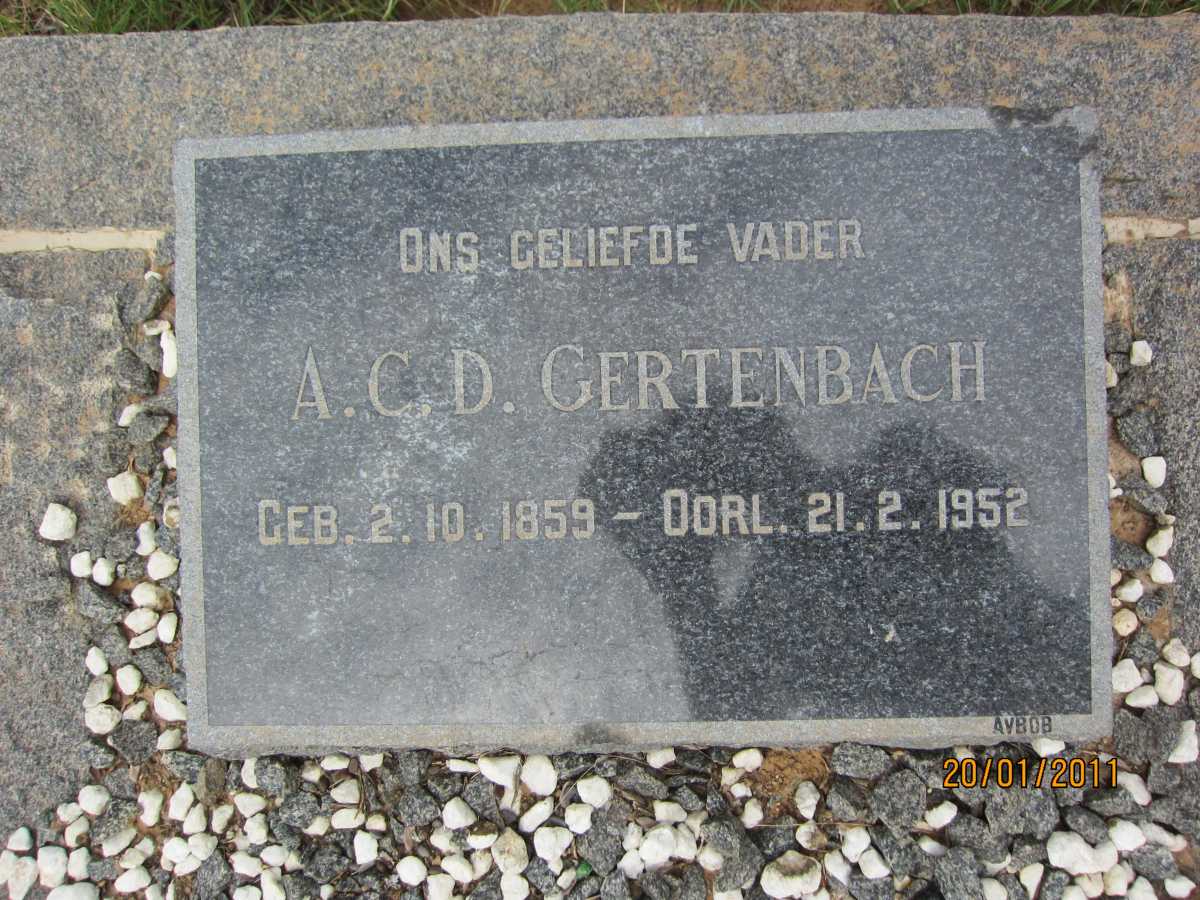 ONS GELIEFDE VADER
A.C.D. GERTENBACH
GEB. 2.10.1859 – OORL. 21.2.1952
AVBOB
20/01/2011